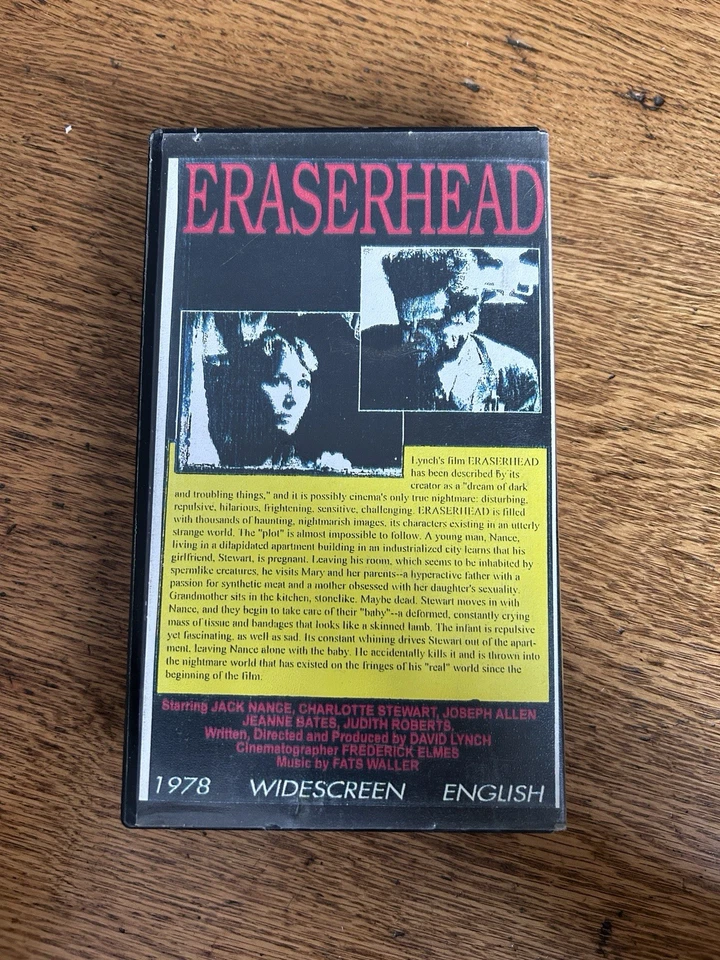 ERASERHEAD
Lynch's film ERASERHEAD
has been described by its
creator as a "dream of dark
and troubling things," and it is possibly cinema's only true nightmare: disturbing,
repulsive, hilarious, frightening, sensitive, challenging. ERASERHEAD is filled
with thousands of haunting, nightmarish images, its characters existing in an utterly
strange world. The "plot" is almost impossible to follow. A young man, Nance,
living in a dilapidated apartment building in an industrialized city learns that his
girlfriend, Stewart, is pregnant. Leaving his room, which seems to be inhabited by
spermlike creatures, he visits Mary and her parents--a hyperactive father with a
passion for synthetic meat and a mother obsessed with her daughter's sexuality.
Grandmother sits in the kitchen, stonelike. Maybe dead. Stewart moves in with
Nance, and they begin to take care of their "baby"--a deformed, constantly crying
mass of tissue and bandages that looks like a skinned lamb. The infant is repulsive
yet fascinating, as well as sad. Its constant whining drives Stewart out of the apart-
ment, leaving Nance alone with the baby. He accidentally kills it and is thrown into
the nightmare world that has existed on the fringes of his "real" world since the
beginning of the film.
Starring JACK NANCE, CHARLOTTE STEWART, JOSEPH ALLEN
JEANNE BATES, JUDITH ROBERTS,
Written, Directed and Produced by DAVID LYNCH
Cinematographer FREDERICK ELMES
Music by FATS WALLER
1978 WIDESCREEN ENGLISH